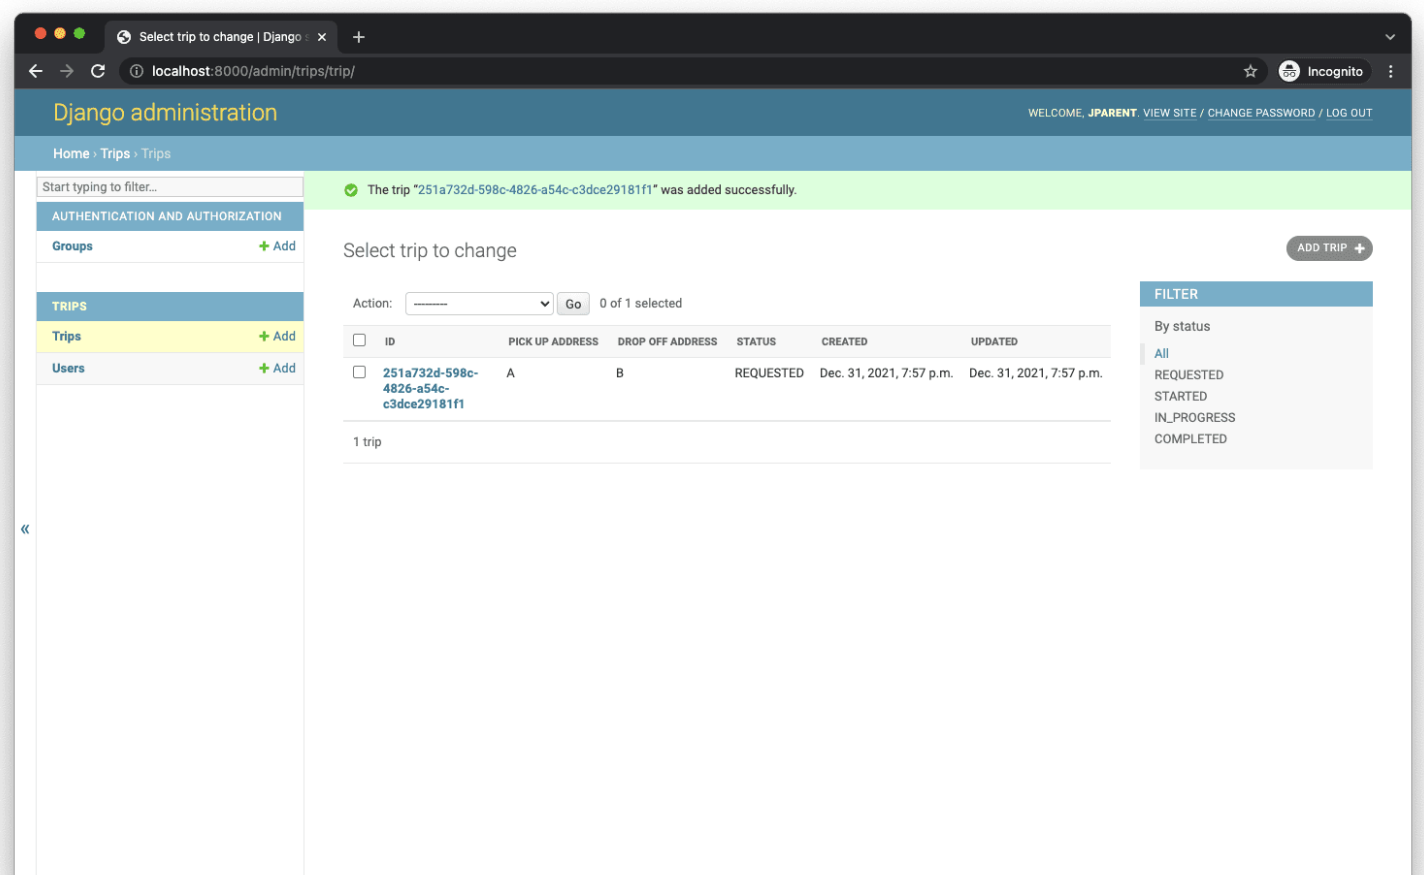 Select trip to change | Django s
localhost:8000/admin/trips/trip/
Incognito
Django administration
WELCOME, JPARENT. VIEW SITE / CHANGE PASSWORD / LOG OUT
Home › Trips › Trips
Start typing to filter...
The trip “251a732d-598c-4826-a54c-c3dce29181f1” was added successfully.
AUTHENTICATION AND AUTHORIZATION
Groups + Add
TRIPS
Trips + Add
Users + Add
«
Select trip to change
ADD TRIP +
Action: --------- Go 0 of 1 selected
ID PICK UP ADDRESS DROP OFF ADDRESS STATUS CREATED UPDATED
251a732d-598c-
4826-a54c-
c3dce29181f1
A B REQUESTED Dec. 31, 2021, 7:57 p.m. Dec. 31, 2021, 7:57 p.m.
1 trip
FILTER
By status
All
REQUESTED
STARTED
IN_PROGRESS
COMPLETED